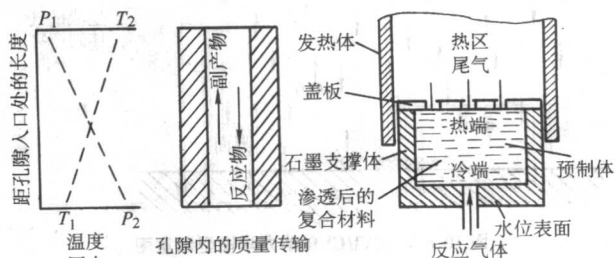 P₁
T₂
距孔隙入口处的长度
T₁
P₂
温度
副产物
反应物
孔隙内的质量传输
发热体
热区
尾气
盖板
热端
石墨支撑体
冷端
预制体
渗透后的
复合材料
水位表面
反应气体